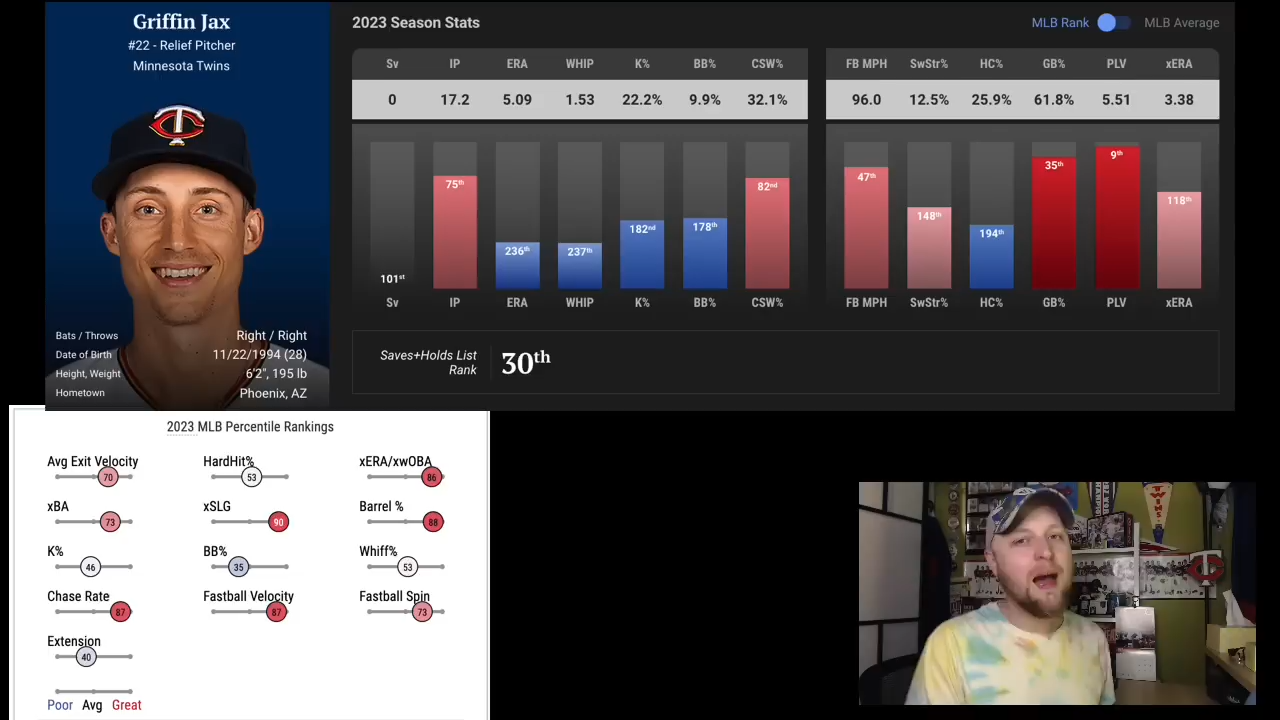 Griffin Jax
#22 - Relief Pitcher
Minnesota Twins
Bats / Throws Right / Right
Date of Birth 11/22/1994 (28)
Height, Weight 6'2", 195 lb
Hometown Phoenix, AZ
2023 Season Stats
MLB Rank MLB Average
Sv IP ERA WHIP K% BB% CSW%
0 17.2 5.09 1.53 22.2% 9.9% 32.1%
101st 75th 236th 237th 182nd 178th 82nd
Sv IP ERA WHIP K% BB% CSW%
FB MPH SwStr% HC% GB% PLV xERA
96.0 12.5% 25.9% 61.8% 5.51 3.38
47th 148th 194th 35th 9th 118th
FB MPH SwStr% HC% GB% PLV xERA
Saves+Holds List
Rank
30th
2023 MLB Percentile Rankings
Avg Exit Velocity HardHit% xERA/xwOBA
70 53 86
xBA xSLG Barrel %
73 90 88
K% BB% Whiff%
46 35 53
Chase Rate Fastball Velocity Fastball Spin
87 87 73
Extension
40
Poor Avg Great
TWINS